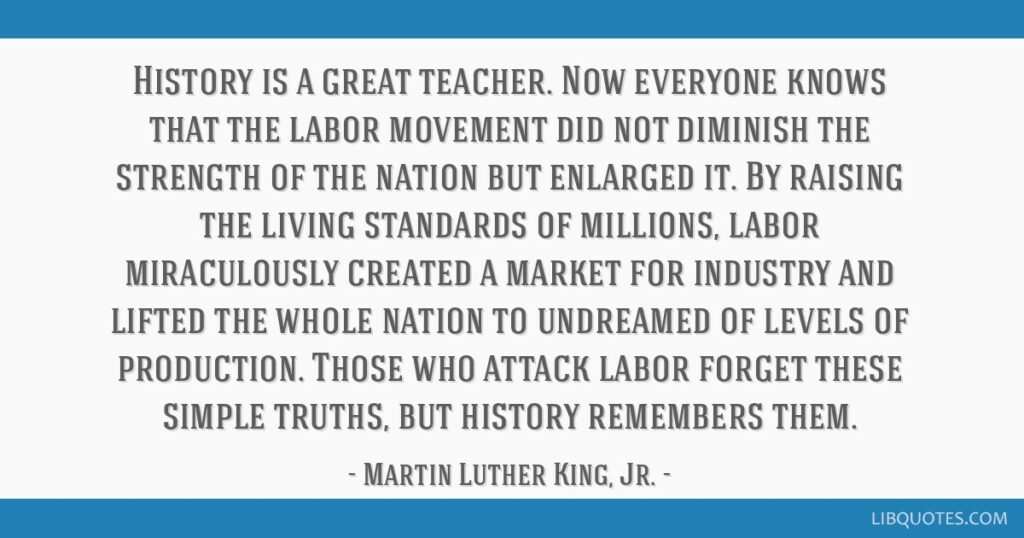 History is a great teacher. Now everyone knows
that the labor movement did not diminish the
strength of the nation but enlarged it. By raising
the living standards of millions, labor
miraculously created a market for industry and
lifted the whole nation to undreamed of levels of
production. Those who attack labor forget these
simple truths, but history remembers them.
- Martin Luther King, Jr. -
LIBQUOTES.COM